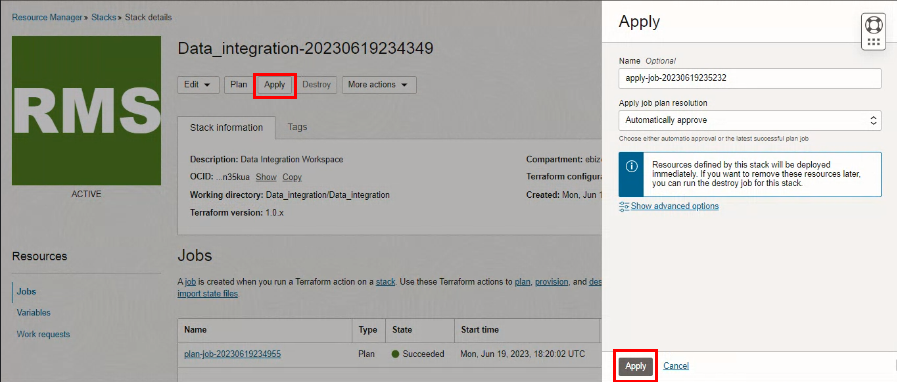 Resource Manager » Stacks » Stack details
RMS
ACTIVE
Data_integration-20230619234349
Edit Plan Apply Destroy More actions
Stack information Tags
Description: Data Integration Workspace
OCID: ...n35kua Show Copy
Working directory: Data_integration/Data_integration
Terraform version: 1.0.x
Compartment: ebiz
Terraform configura
Created: Mon, Jun 1
Resources
Jobs
Variables
Work requests
Jobs
A job is created when you run a Terraform action on a stack. Use these Terraform actions to plan, provision, and des
import state files
Name Type State Start time
plan-job-20230619234955 Plan Succeeded Mon, Jun 19, 2023, 18:20:02 UTC
Apply
Name Optional
apply-job-20230619235232
Apply job plan resolution
Automatically approve
Choose either automatic approval or the latest successful plan job
Resources defined by this stack will be deployed
immediately. If you want to remove these resources later,
you can run the destroy job for this stack.
Show advanced options
Apply Cancel